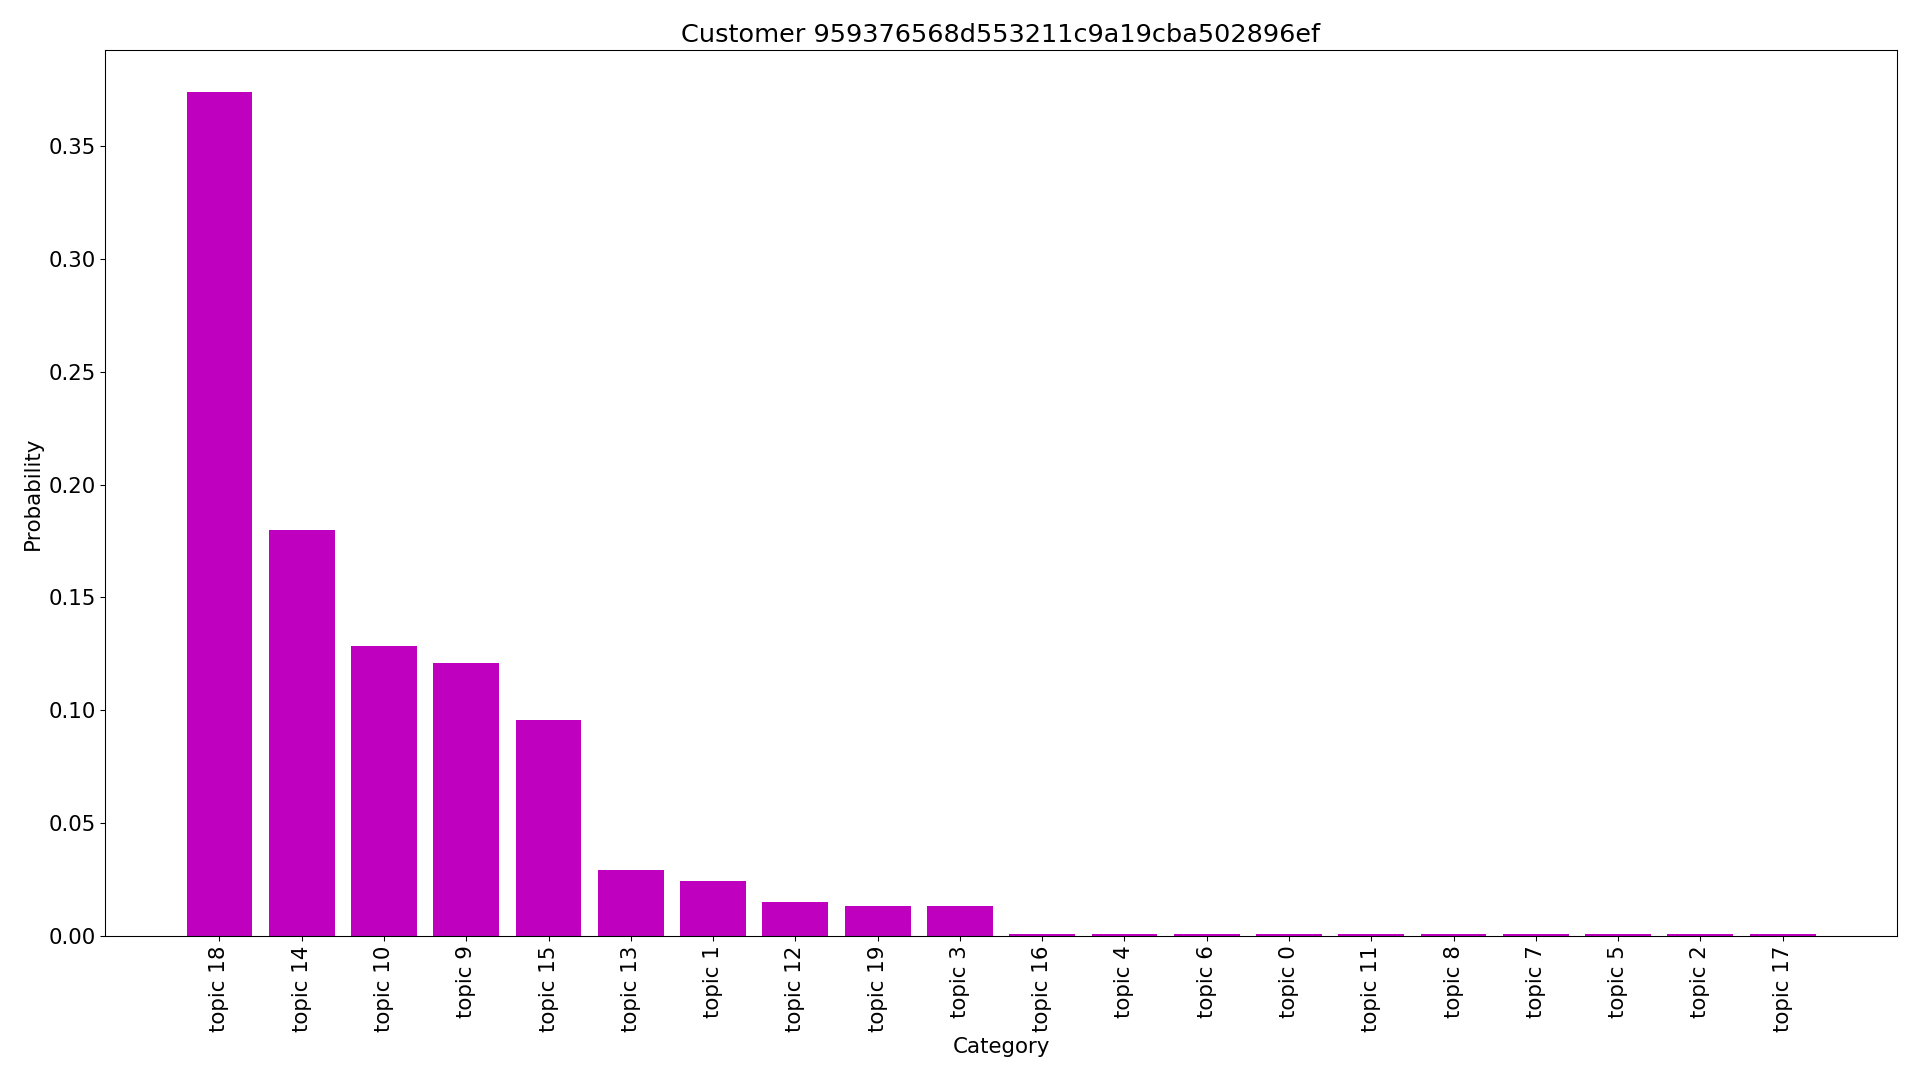 Customer 959376568d553211c9a19cba502896ef
Probability
0.35
0.30
0.25
0.20
0.15
0.10
0.05
0.00
topic 18
topic 14
topic 10
topic 9
topic 15
topic 13
topic 1
topic 12
topic 19
topic 3
topic 16
topic 4
topic 6
topic 0
topic 11
topic 8
topic 7
topic 5
topic 2
topic 17
Category